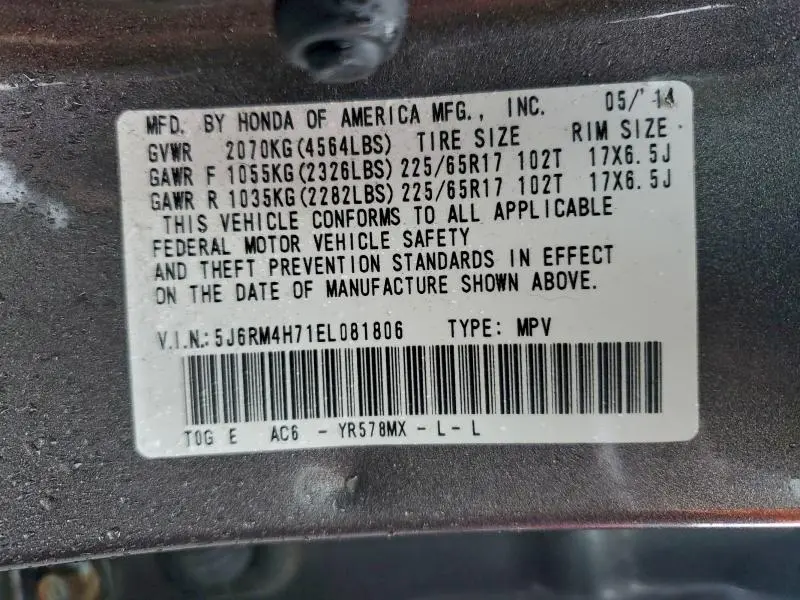 MFD. BY HONDA OF AMERICA MFG., INC. 05/'14
GVWR 2070KG(4564LBS) TIRE SIZE RIM SIZE
GAWR F 1055KG(2326LBS) 225/65R17 102T 17X6.5J
GAWR R 1035KG(2282LBS) 225/65R17 102T 17X6.5J
THIS VEHICLE CONFORMS TO ALL APPLICABLE
FEDERAL MOTOR VEHICLE SAFETY
AND THEFT PREVENTION STANDARDS IN EFFECT
ON THE DATE OF MANUFACTURE SHOWN ABOVE.
V.I.N.:5J6RM4H71EL081806 TYPE: MPV
T0G E AC6 - YR578MX - L- L